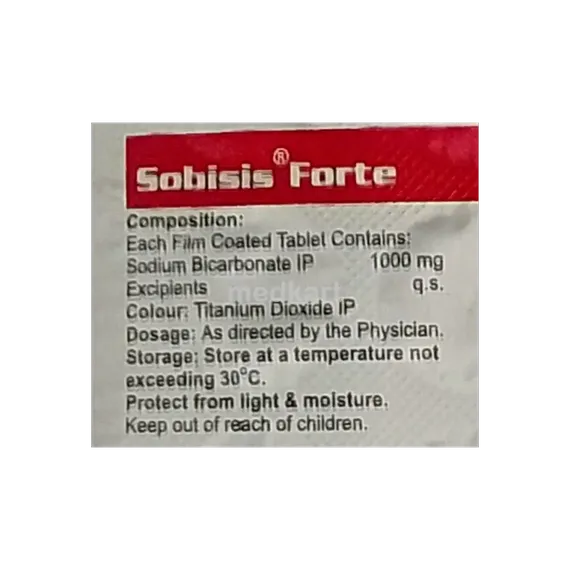 Sobisis® Forte
Composition:
Each Film Coated Tablet Contains:
Sodium Bicarbonate IP 1000 mg
Excipients q.s.
medkart
Colour: Titanium Dioxide IP
Dosage: As directed by the Physician.
Storage: Store at a temperature not
exceeding 30°C.
Protect from light & moisture.
Keep out of reach of children.